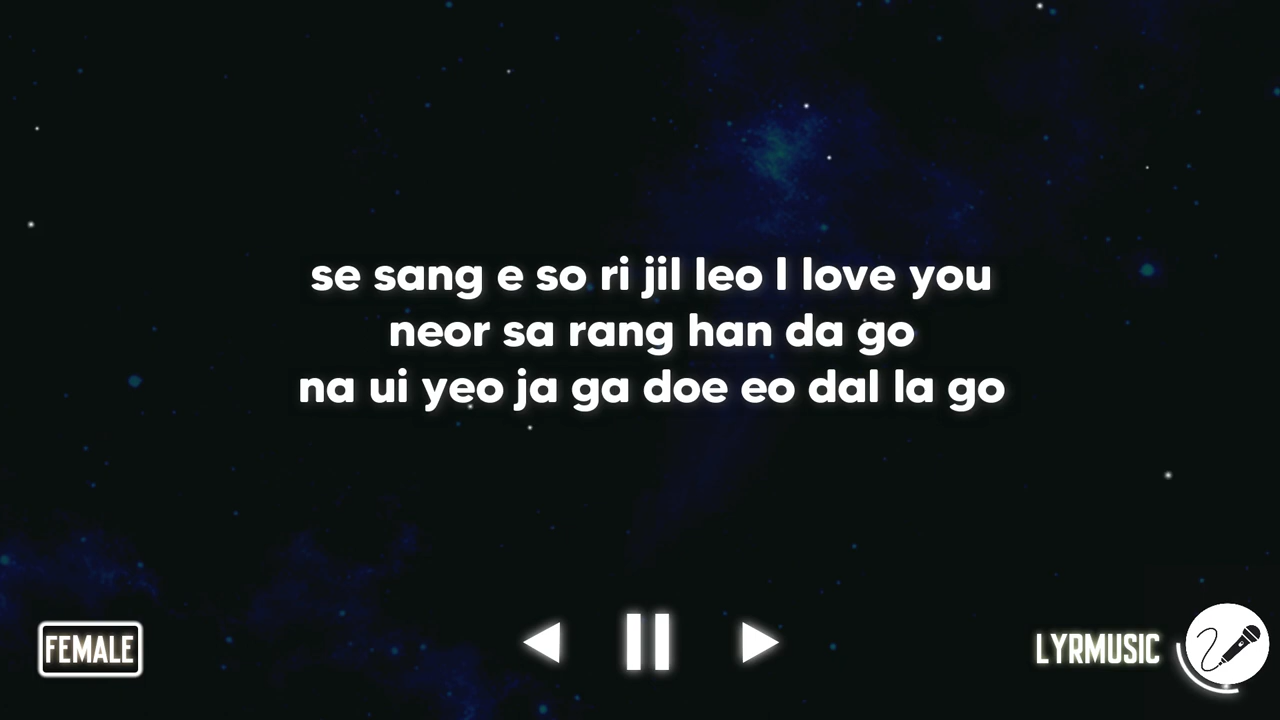 se sang e so ri jil leo I love you
neor sa rang han da go
na ui yeo ja ga doe eo dal la go
FEMALE
LYRMUSIC